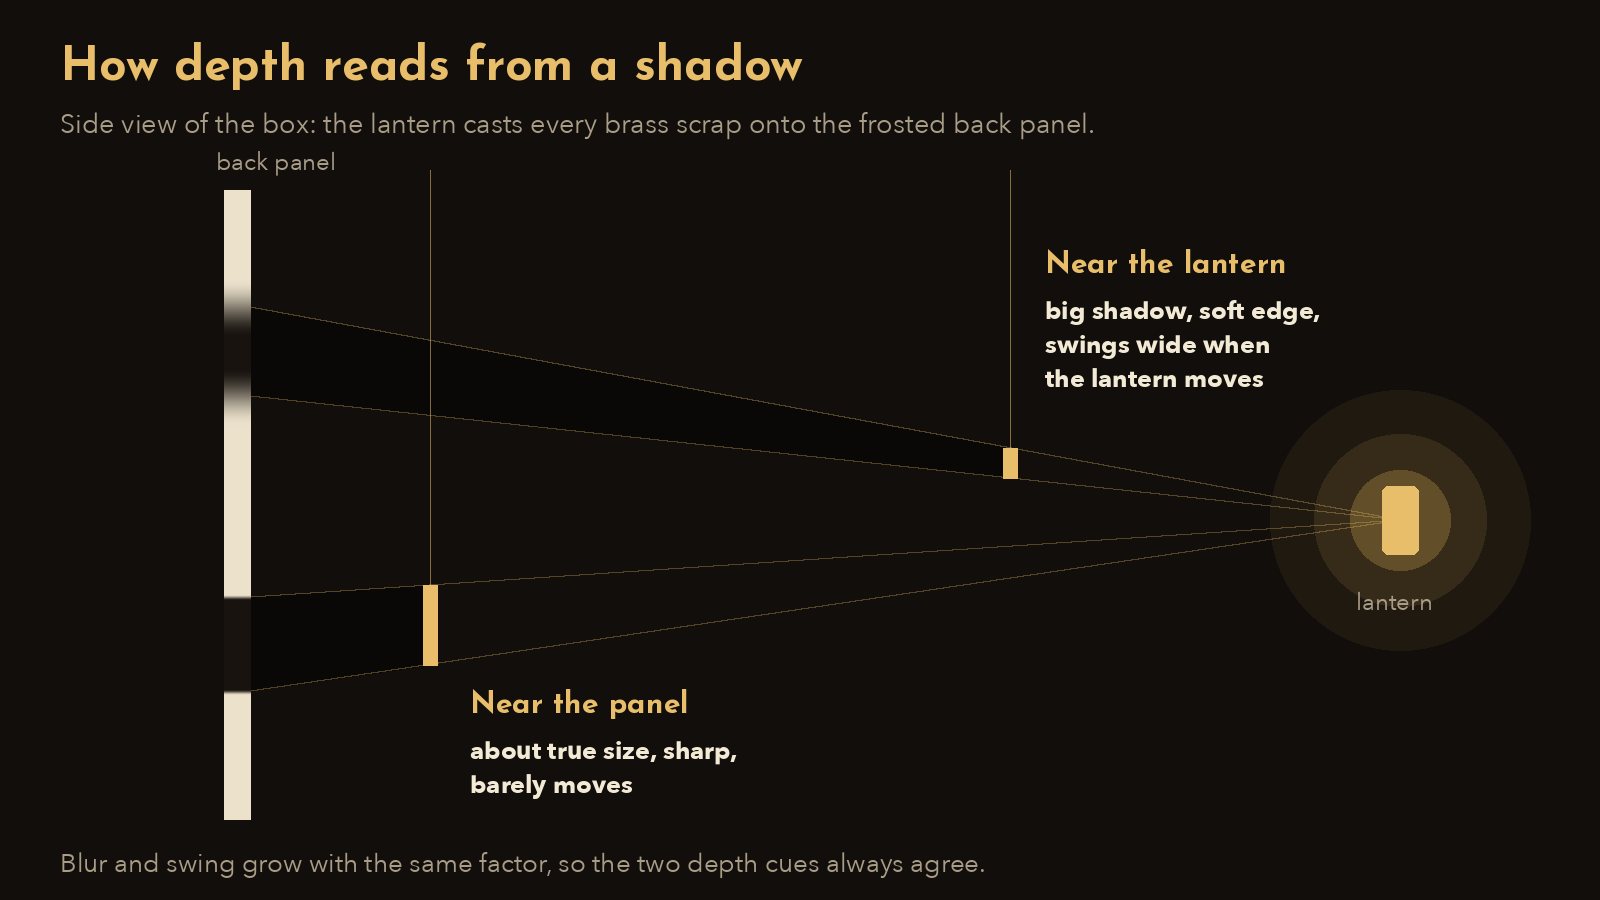 How depth reads from a shadow
Side view of the box: the lantern casts every brass scrap onto the frosted back panel.
back panel
Near the lantern
big shadow, soft edge,
swings wide when
the lantern moves
lantern
Near the panel
about true size, sharp,
barely moves
Blur and swing grow with the same factor, so the two depth cues always agree.